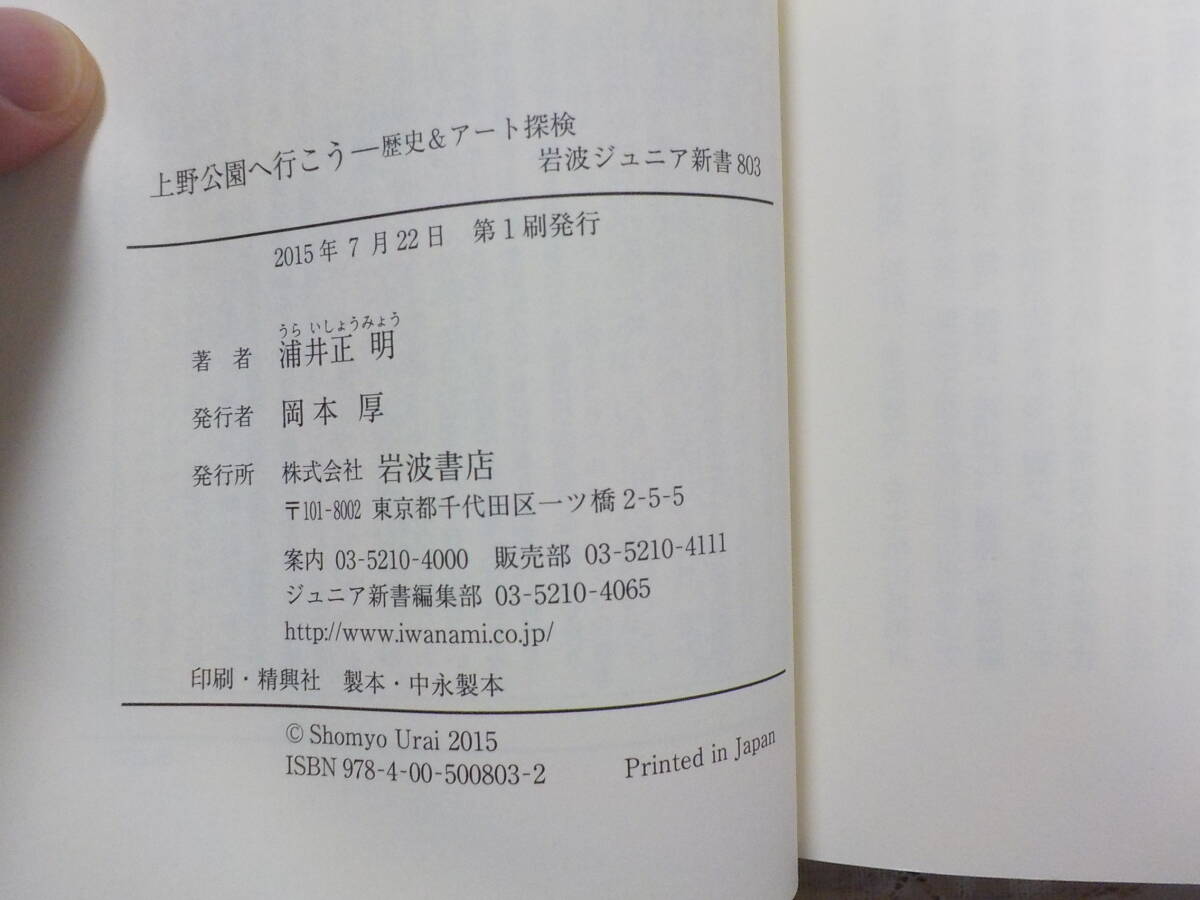 上野公園へ行こう―歴史&アート探検
岩波ジュニア新書 803
2015年 7月22日 第1刷発行
うらいしょうみょう
著者 浦井正明
発行者 岡本 厚
発行所 株式会社 岩波書店
〒101-8002 東京都千代田区一ツ橋2-5-5
案内 03-5210-4000 販売部 03-5210-4111
ジュニア新書編集部 03-5210-4065
http://www.iwanami.co.jp/
印刷・精興社 製本・中永製本
© Shomyo Urai 2015
ISBN 978-4-00-500803-2 Printed in Japan